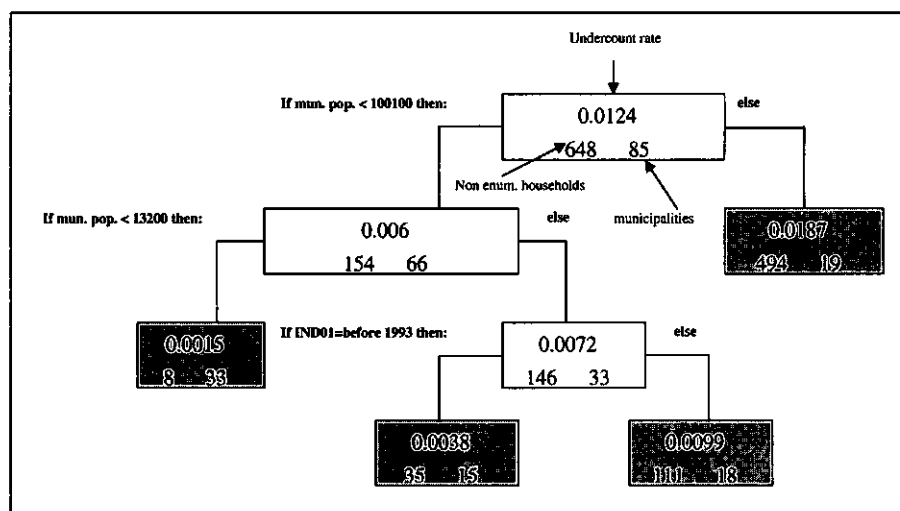 Undercount rate
If mun. pop. < 100100 then:
else
0.0124
648 85
Non enum. households
municipalities
If mun. pop. < 13200 then:
else
0.006
154 66
0.0187
494 19
If IND01=before 1993 then:
else
0.0015
8 33
0.0072
146 33
0.0038
35 15
0.0099
111 18